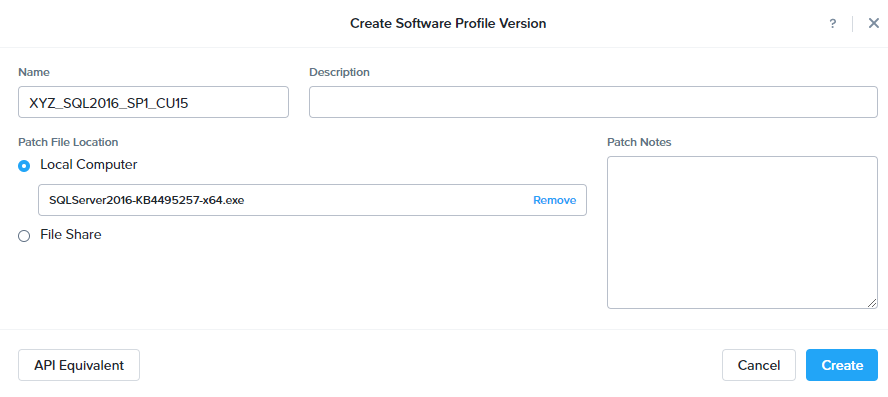 Create Software Profile Version
?
Name
Description
XYZ_SQL2016_SP1_CU15
Patch File Location
Patch Notes
Local Computer
SQLServer2016-KB4495257-x64.exe
Remove
File Share
API Equivalent
Cancel
Create